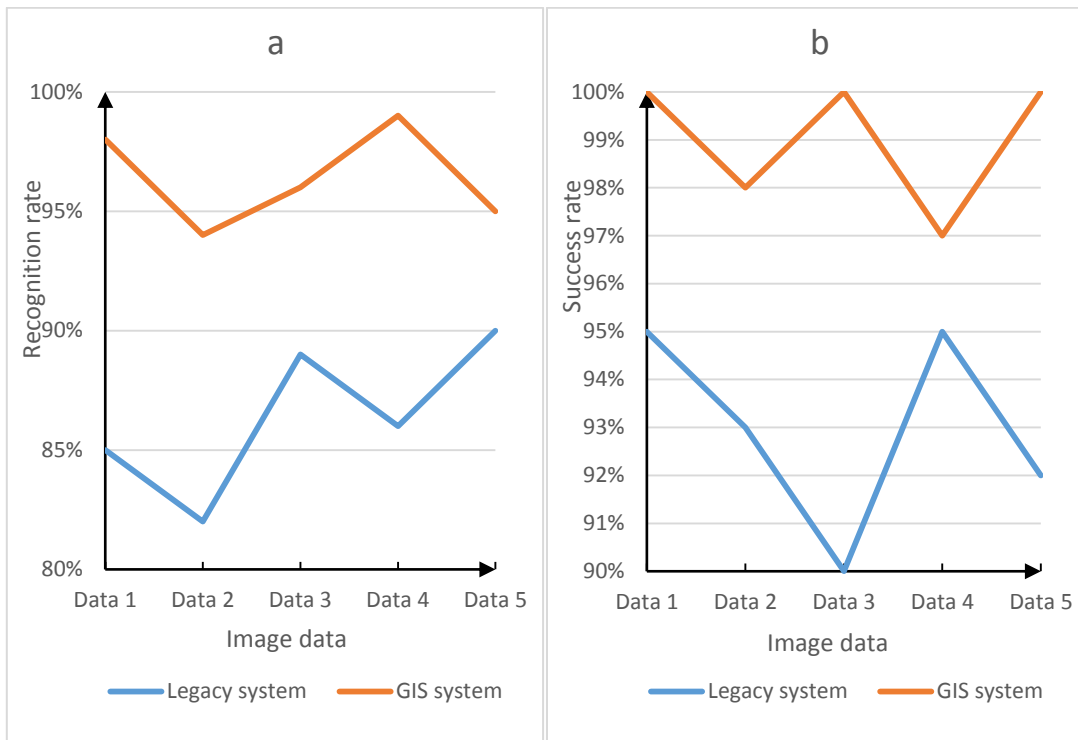 a
100%
95%
90%
85%
80%
Recognition rate
Data 1 Data 2 Data 3 Data 4 Data 5
Image data
Legacy system GIS system
b
100%
99%
98%
97%
96%
95%
94%
93%
92%
91%
90%
Success rate
Data 1 Data 2 Data 3 Data 4 Data 5
Image data
Legacy system GIS system